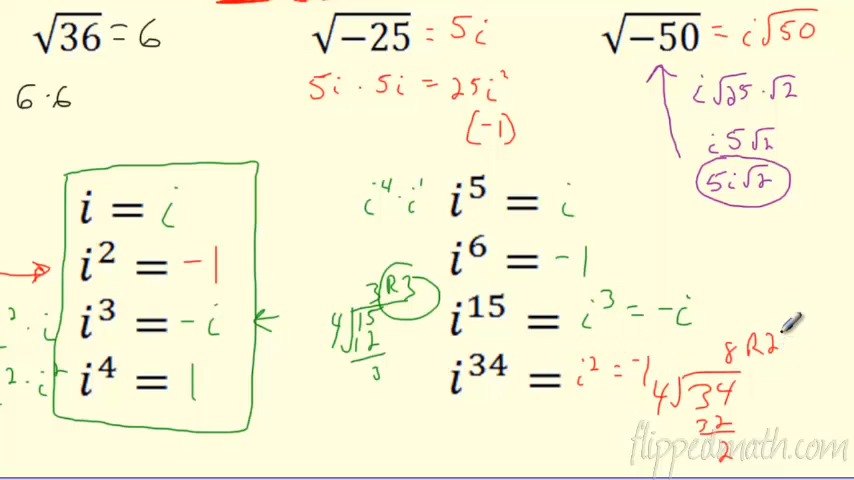 √36 = 6
6 · 6
√-25 = 5i
5i · 5i = 25i²
(-1)
√-50 = i√50
i√25 · √2
i5√2
5i√2
i = i
i² = -1
i³ = -i
i⁴ = 1
i⁴ · i¹
i⁵ = i
i⁶ = -1
3 R3
4√15
12
3
i¹⁵ = i³ = -i
i³⁴ = i² = -1
8 R2
4√34
32
2
flippedmath.com